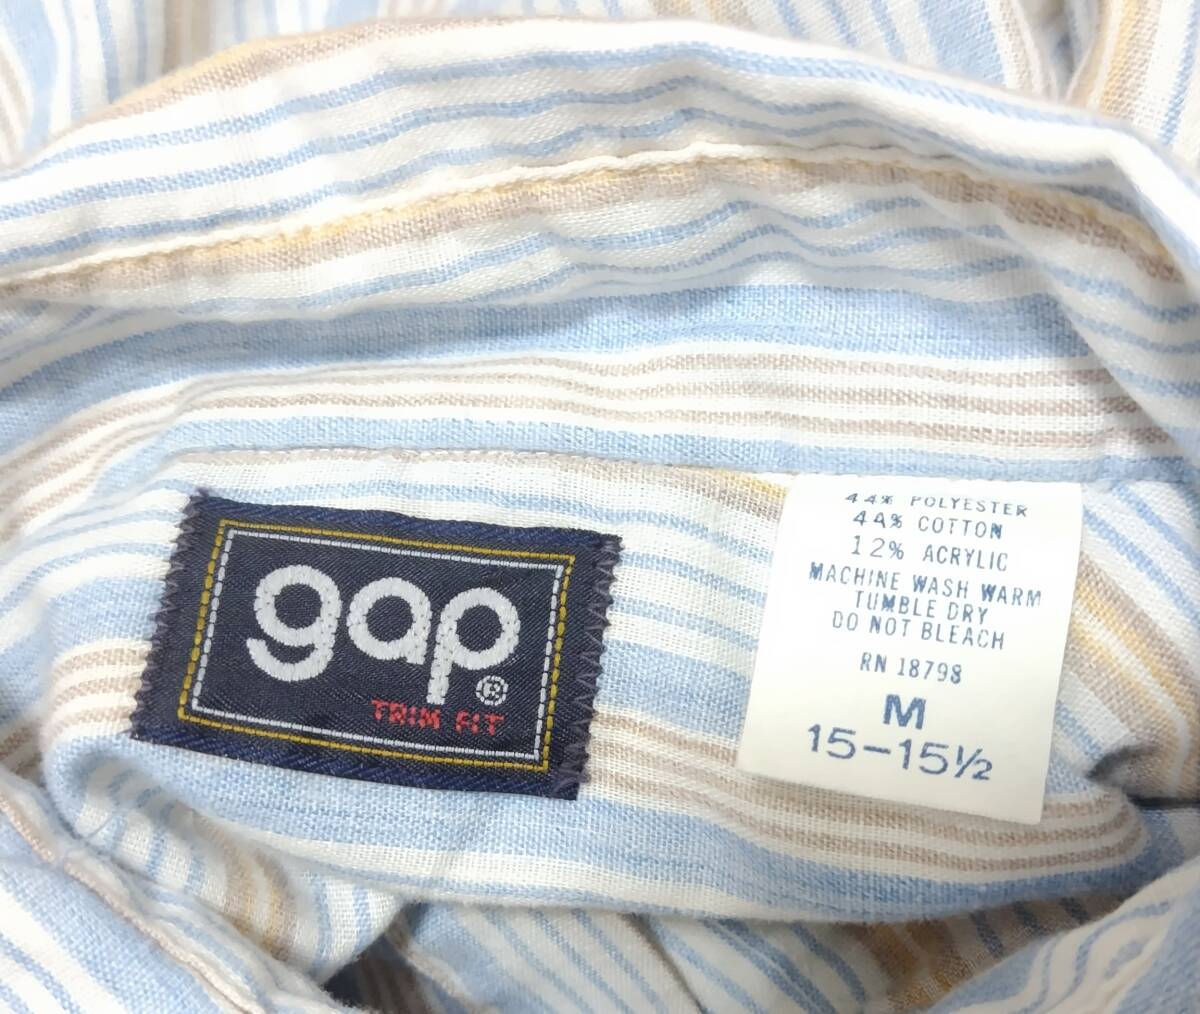 gap®
TRIM FIT
44% POLYESTER
44% COTTON
12% ACRYLIC
MACHINE WASH WARM
TUMBLE DRY
DO NOT BLEACH
RN 18798
M
15-15½